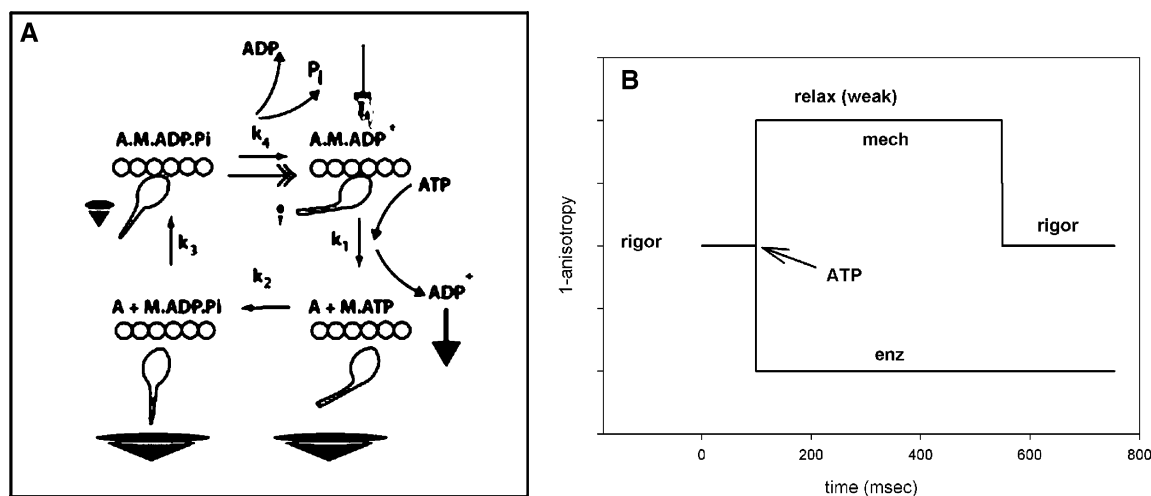 A
ADP
Pi
A.M.ADP.Pi
k4
A.M.ADP +
ATP
k3
k1
k2
ADP +
A + M.ADP.Pi
A + M.ATP
B
relax (weak)
mech
rigor
rigor
ATP
enz
1-anisotropy
0
200
400
600
800
time (msec)